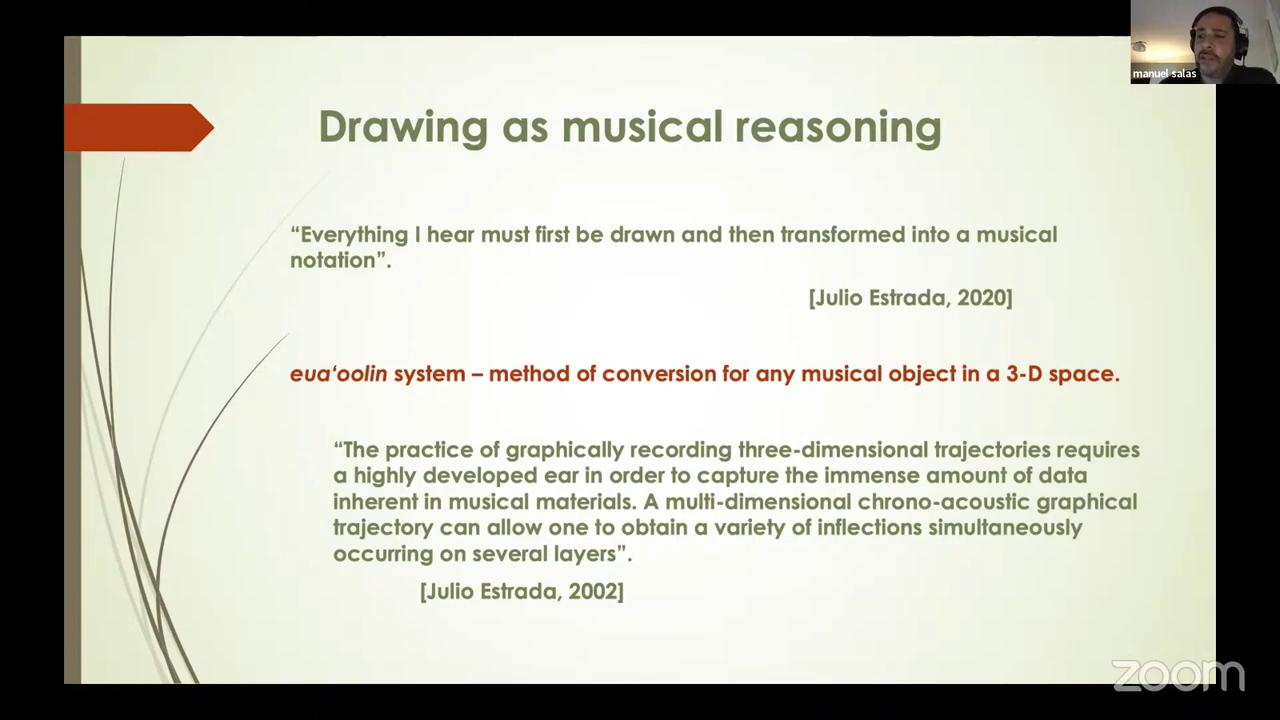 manuel salas
Drawing as musical reasoning
“Everything I hear must first be drawn and then transformed into a musical
notation”.
[Julio Estrada, 2020]
eua‘oolin system – method of conversion for any musical object in a 3-D space.
“The practice of graphically recording three-dimensional trajectories requires
a highly developed ear in order to capture the immense amount of data
inherent in musical materials. A multi-dimensional chrono-acoustic graphical
trajectory can allow one to obtain a variety of inflections simultaneously
occurring on several layers”.
[Julio Estrada, 2002]
zoom